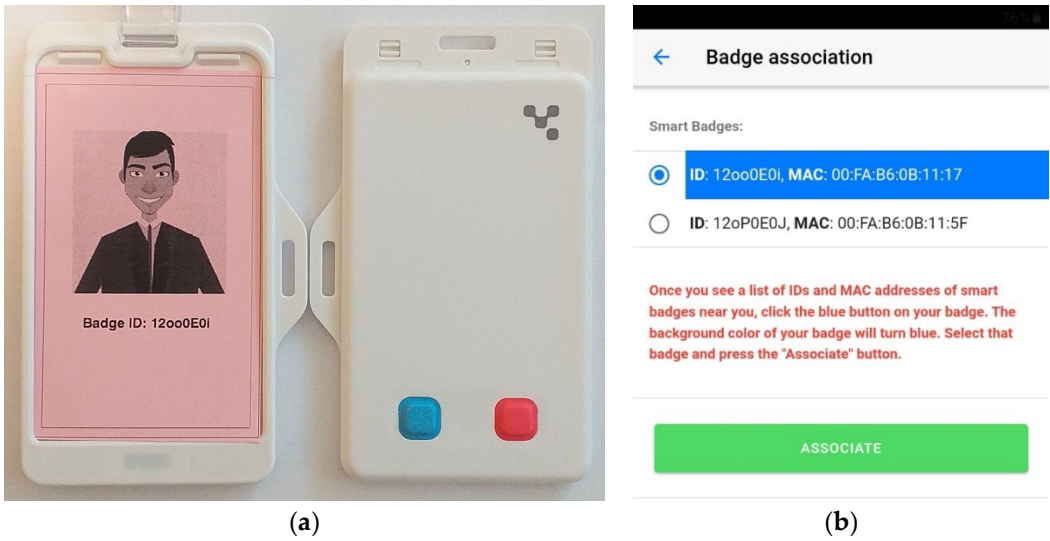 Badge ID: 12oo0E0i
76%
Badge association
Smart Badges:
ID: 12oo0E0i, MAC: 00:FA:B6:0B:11:17
ID: 12oP0E0J, MAC: 00:FA:B6:0B:11:5F
Once you see a list of IDs and MAC addresses of smart
badges near you, click the blue button on your badge. The
background color of your badge will turn blue. Select that
badge and press the "Associate" button.
ASSOCIATE
(a)
(b)